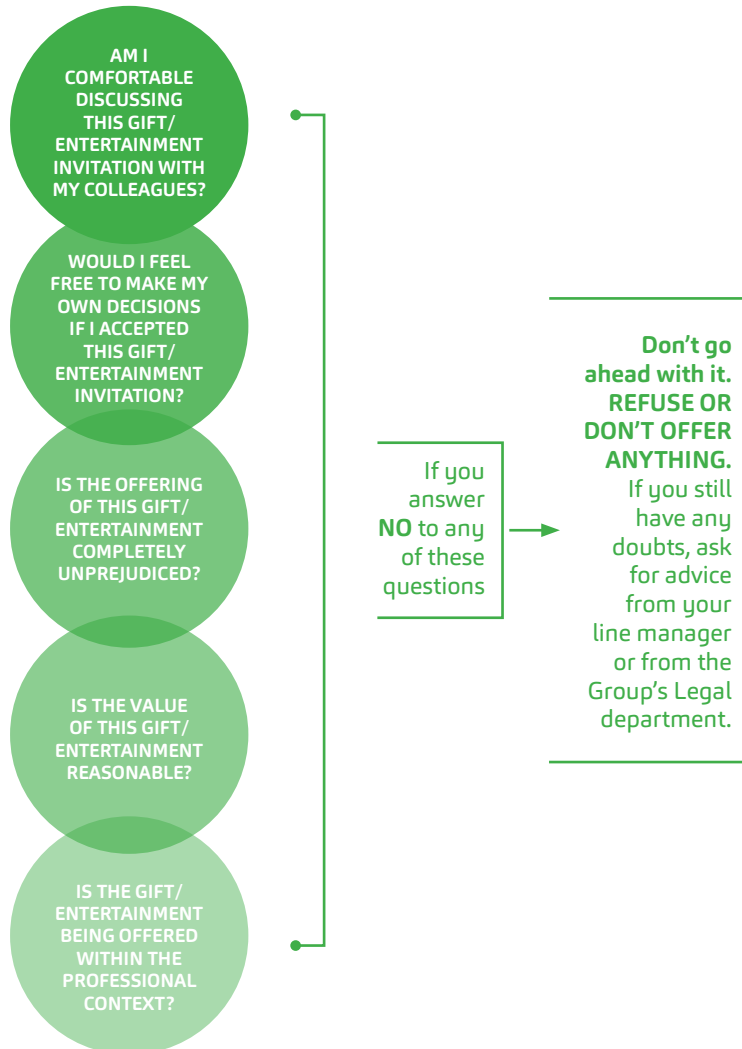 AM I
COMFORTABLE
DISCUSSING
THIS GIFT/
ENTERTAINMENT
INVITATION WITH
MY COLLEAGUES?
WOULD I FEEL
FREE TO MAKE MY
OWN DECISIONS
IF I ACCEPTED
THIS GIFT/
ENTERTAINMENT
INVITATION?
IS THE OFFERING
OF THIS GIFT/
ENTERTAINMENT
COMPLETELY
UNPREJUDICED?
IS THE VALUE
OF THIS GIFT/
ENTERTAINMENT
REASONABLE?
IS THE GIFT/
ENTERTAINMENT
BEING OFFERED
WITHIN THE
PROFESSIONAL
CONTEXT?
If you
answer
NO to any
of these
questions
Don't go
ahead with it.
REFUSE OR
DON'T OFFER
ANYTHING.
If you still
have any
doubts, ask
for advice
from your
line manager
or from the
Group's Legal
department.